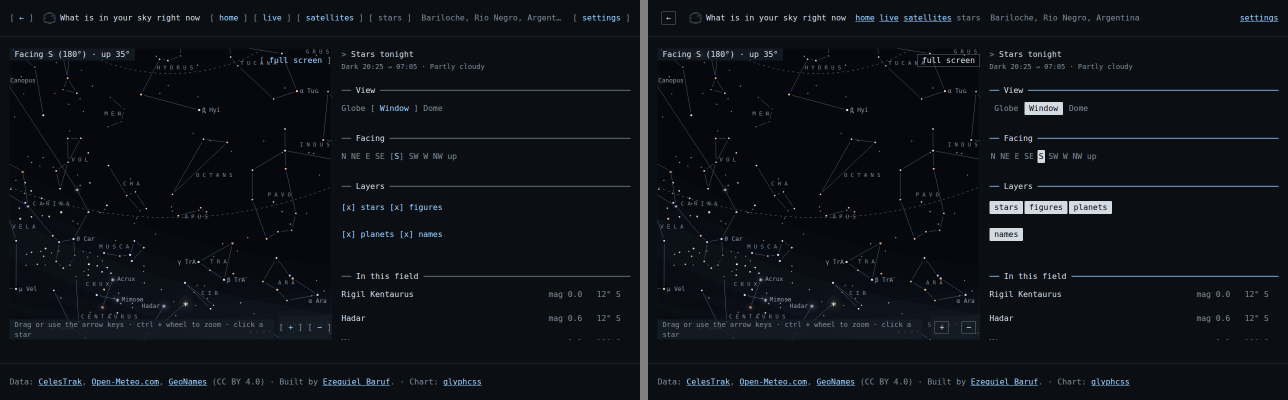 [ ← ] What is in your sky right now [ home ] [ live ] [ satellites ] [ stars ] Bariloche, Río Negro, Argent… [ settings ]
Facing S (180°) · up 35°
[ full screen ]
GRUS
TUCANA
HYDRUS
Canopus
α Tuc
β Hyi
MEN
INDUS
VOL
OCTANS
CHA
PAVO
CARINA
APUS
VELA
θ Car
MUSCA
γ TrA
TRA
Acrux
β TrA
ARA
CRUX
μ Vel
Mimosa
CIR
Hadar
α Ara
CENTAURUS
Drag or use the arrow keys · ctrl + wheel to zoom · click a
star
[ + ] [ − ]
> Stars tonight
Dark 20:25 → 07:05 · Partly cloudy
View
Globe [ Window ] Dome
Facing
N NE E SE [S] SW W NW up
Layers
[x] stars [x] figures
[x] planets [x] names
In this field
Rigil Kentaurus mag 0.0 12° S
Hadar mag 0.6 12° S
Data: CelesTrak, Open-Meteo.com, GeoNames (CC BY 4.0) · Built by Ezequiel Baruf. · Chart: glyphcss
← What is in your sky right now home live satellites stars Bariloche, Río Negro, Argentina settings
Facing S (180°) · up 35°
full screen
GRUS
TUCANA
HYDRUS
Canopus
α Tuc
β Hyi
MEN
INDUS
VOL
OCTANS
CHA
PAVO
CARINA
APUS
VELA
θ Car
MUSCA
γ TrA
TRA
Acrux
β TrA
ARA
CRUX
μ Vel
Mimosa
CIR
Hadar
α Ara
CENTAURUS
Drag or use the arrow keys · ctrl + wheel to zoom · click a
star
+ −
> Stars tonight
Dark 20:25 → 07:05 · Partly cloudy
View
Globe Window Dome
Facing
N NE E SE S SW W NW up
Layers
stars figures planets
names
In this field
Rigil Kentaurus mag 0.0 12° S
Hadar mag 0.6 12° S
Data: CelesTrak, Open-Meteo.com, GeoNames (CC BY 4.0) · Built by Ezequiel Baruf. · Chart: glyphcss